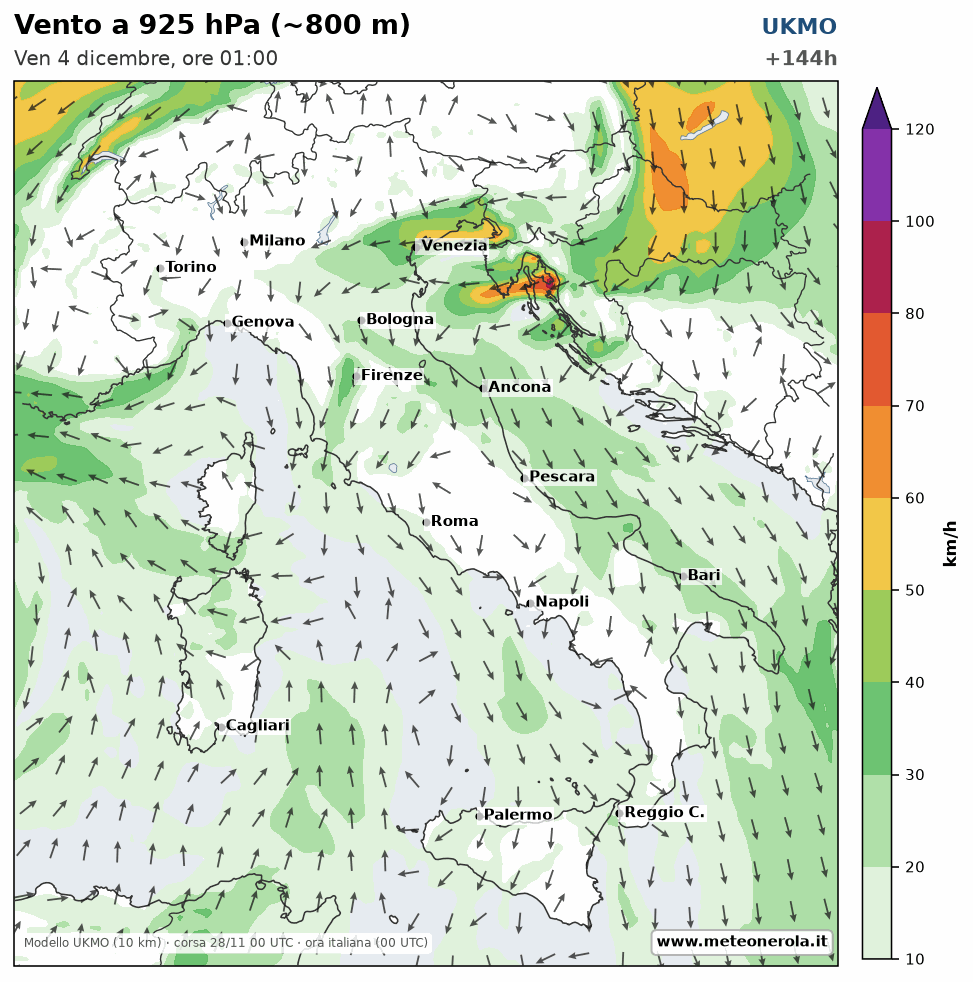 Vento a 925 hPa (~800 m)
UKMO
Ven 4 dicembre, ore 01:00
+144h
120
100
80
70
60
50
40
30
20
10
km/h
Milano
Venezia
Torino
Genova
Bologna
Firenze
Ancona
Pescara
Roma
Bari
Napoli
Cagliari
Palermo
Reggio C.
Modello UKMO (10 km) · corsa 28/11 00 UTC · ora italiana (00 UTC)
www.meteonerola.it